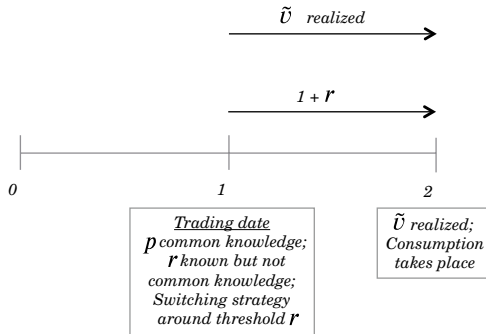 ṽ realized
1 + r
0
1
2
Trading date
p common knowledge;
r known but not
common knowledge;
Switching strategy
around threshold r
ṽ realized;
Consumption
takes place